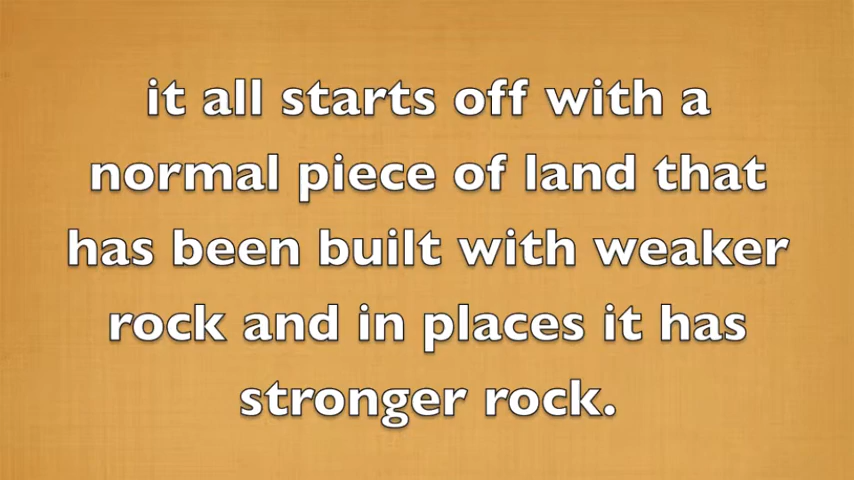 it all starts off with a
normal piece of land that
has been built with weaker
rock and in places it has
stronger rock.